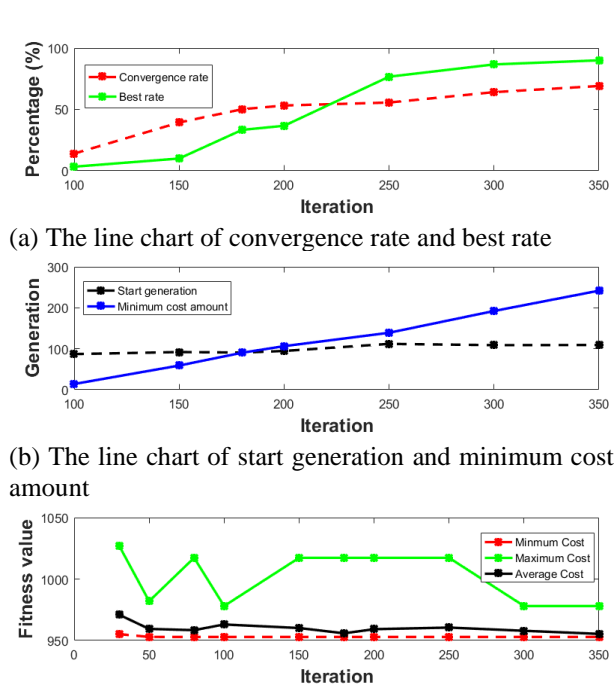 100
50
0
Percentage (%)
Convergence rate
Best rate
100 150 200 250 300 350
Iteration
(a) The line chart of convergence rate and best rate
300
200
100
0
Generation
Start generation
Minimum cost amount
100 150 200 250 300 350
Iteration
(b) The line chart of start generation and minimum cost
amount
1050
1000
950
Fitness value
Minmum Cost
Maximum Cost
Average Cost
0 50 100 150 200 250 300 350
Iteration